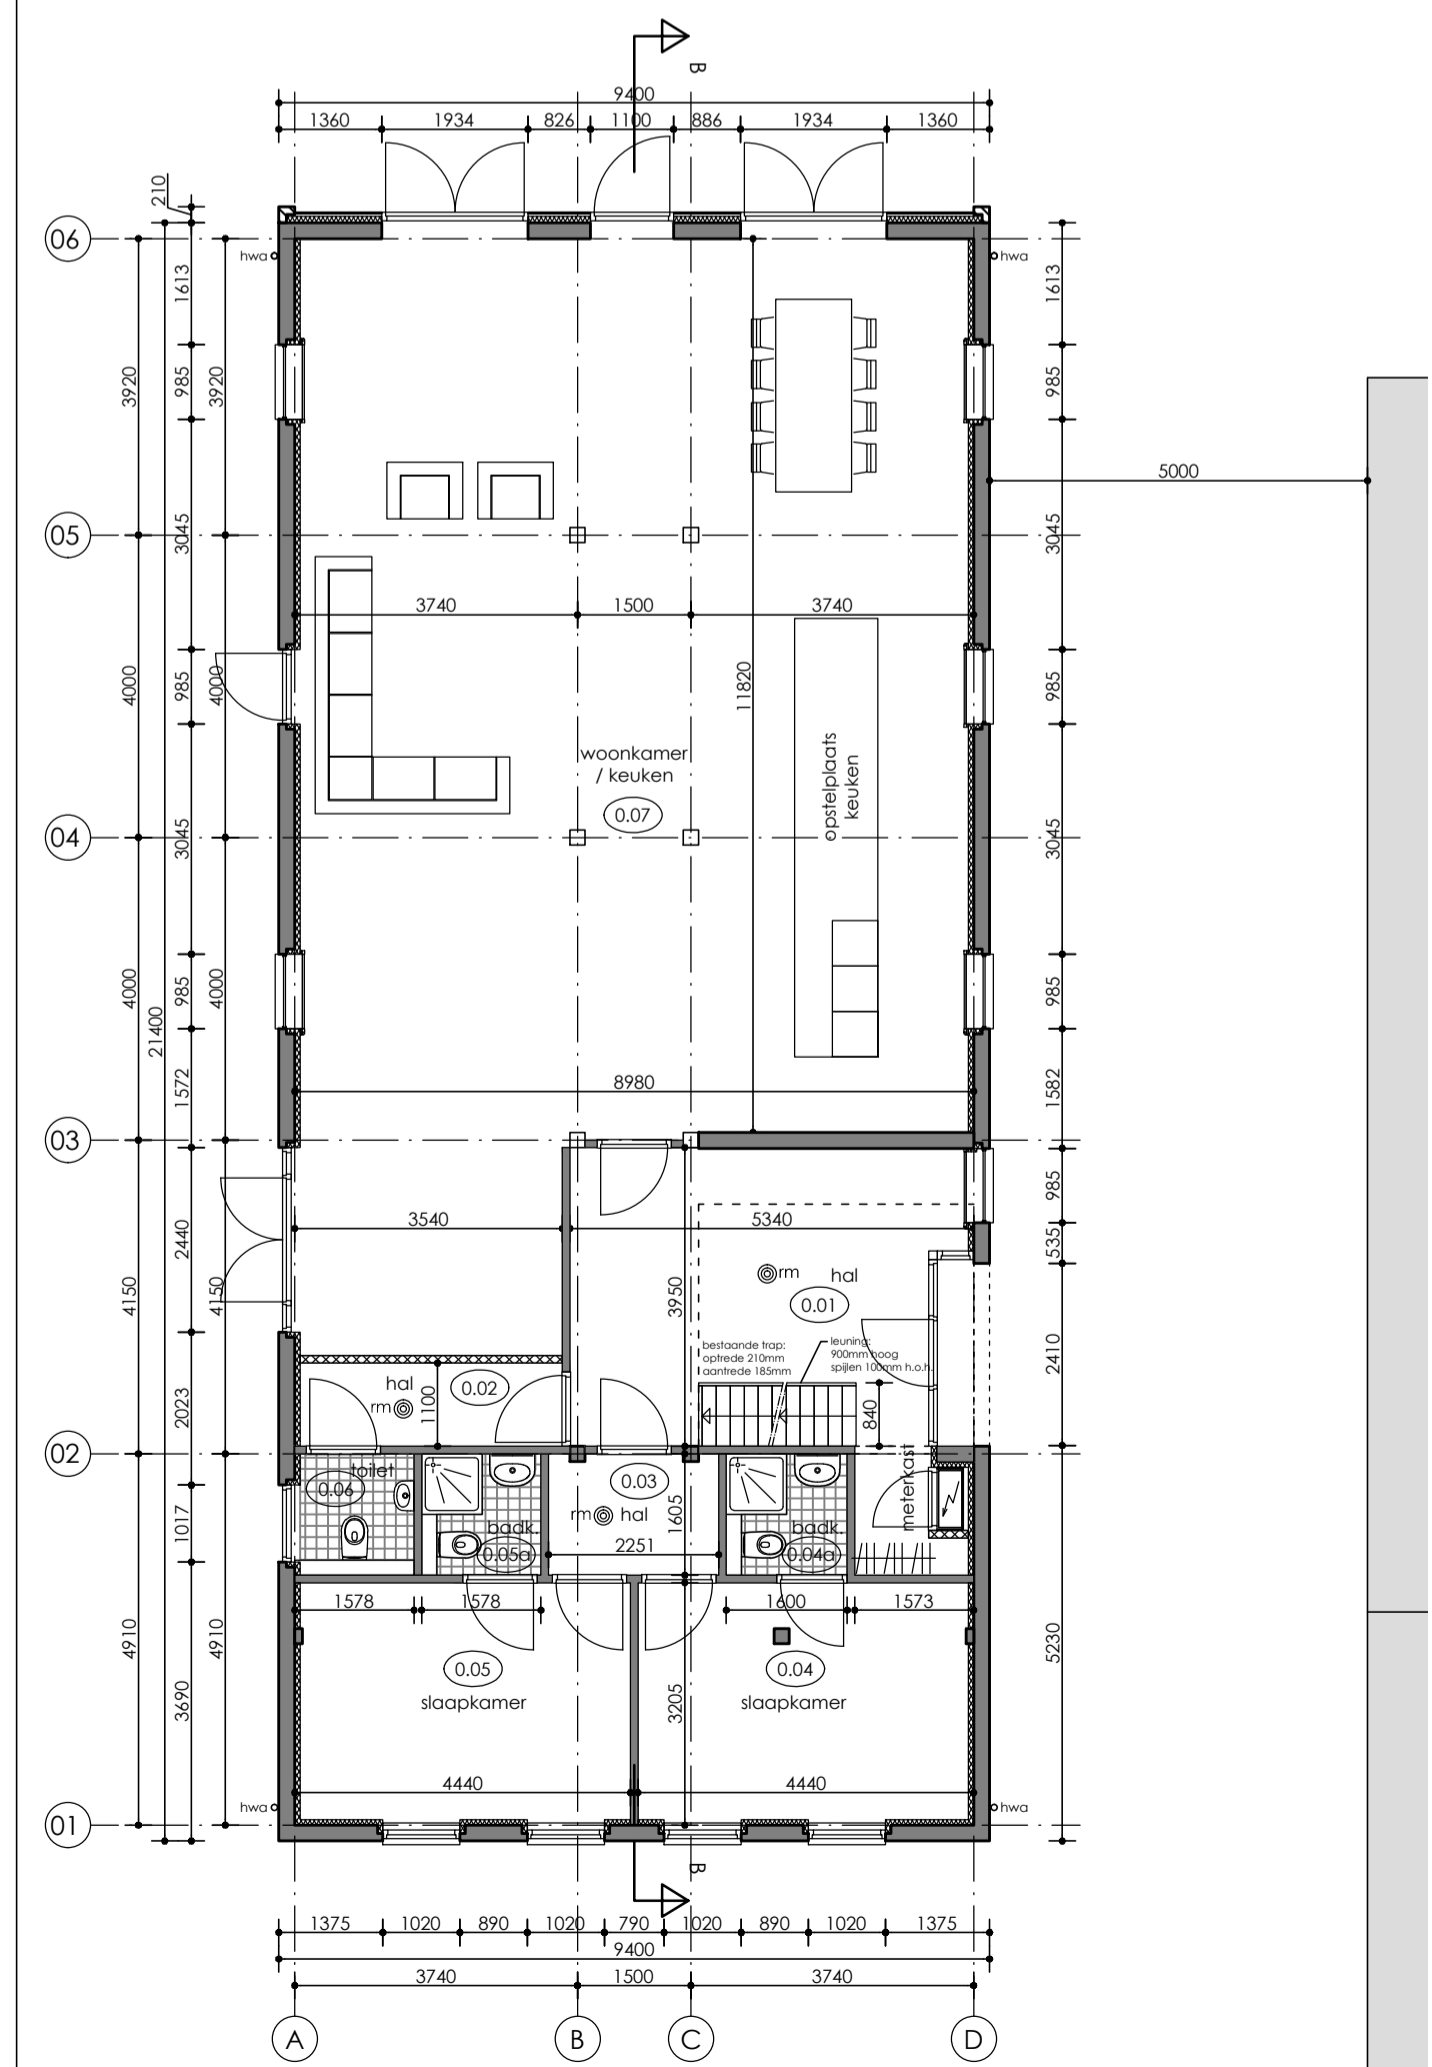 B
9400
1360 1934 826 1100 886 1934 1360
210
06
hwa
hwa
1613
1613
3920
985
3920
985
5000
05
3045
3045
3740 1500 3740
4000
985
4000
985
11820
woonkamer
/ keuken
0.07
opstelplaats
keuken
04
3045
3045
4000
985
4000
985
21400
1572
8980
1582
03
985
3540
5340
2440
535
4150
4150
3950
rm
hal
0.01
bestaande trap:
optrede 210mm
aantrede 185mm
leuning:
900mm hoog
spijlen 100mm h.o.h.
2410
hal
0.02
rm
1100
2023
840
02
toilet
0.06
0.03
rm
hal
1605
meterkast
1017
badk.
0.05a
2251
badk.
0.04a
1578
1578
1600
1573
4910
4910
5230
0.05
slaapkamer
0.04
slaapkamer
3690
3205
4440
4440
hwa
hwa
01
B
1375 1020 890 1020 790 1020 890 1020 1375
9400
3740 1500 3740
A B C D